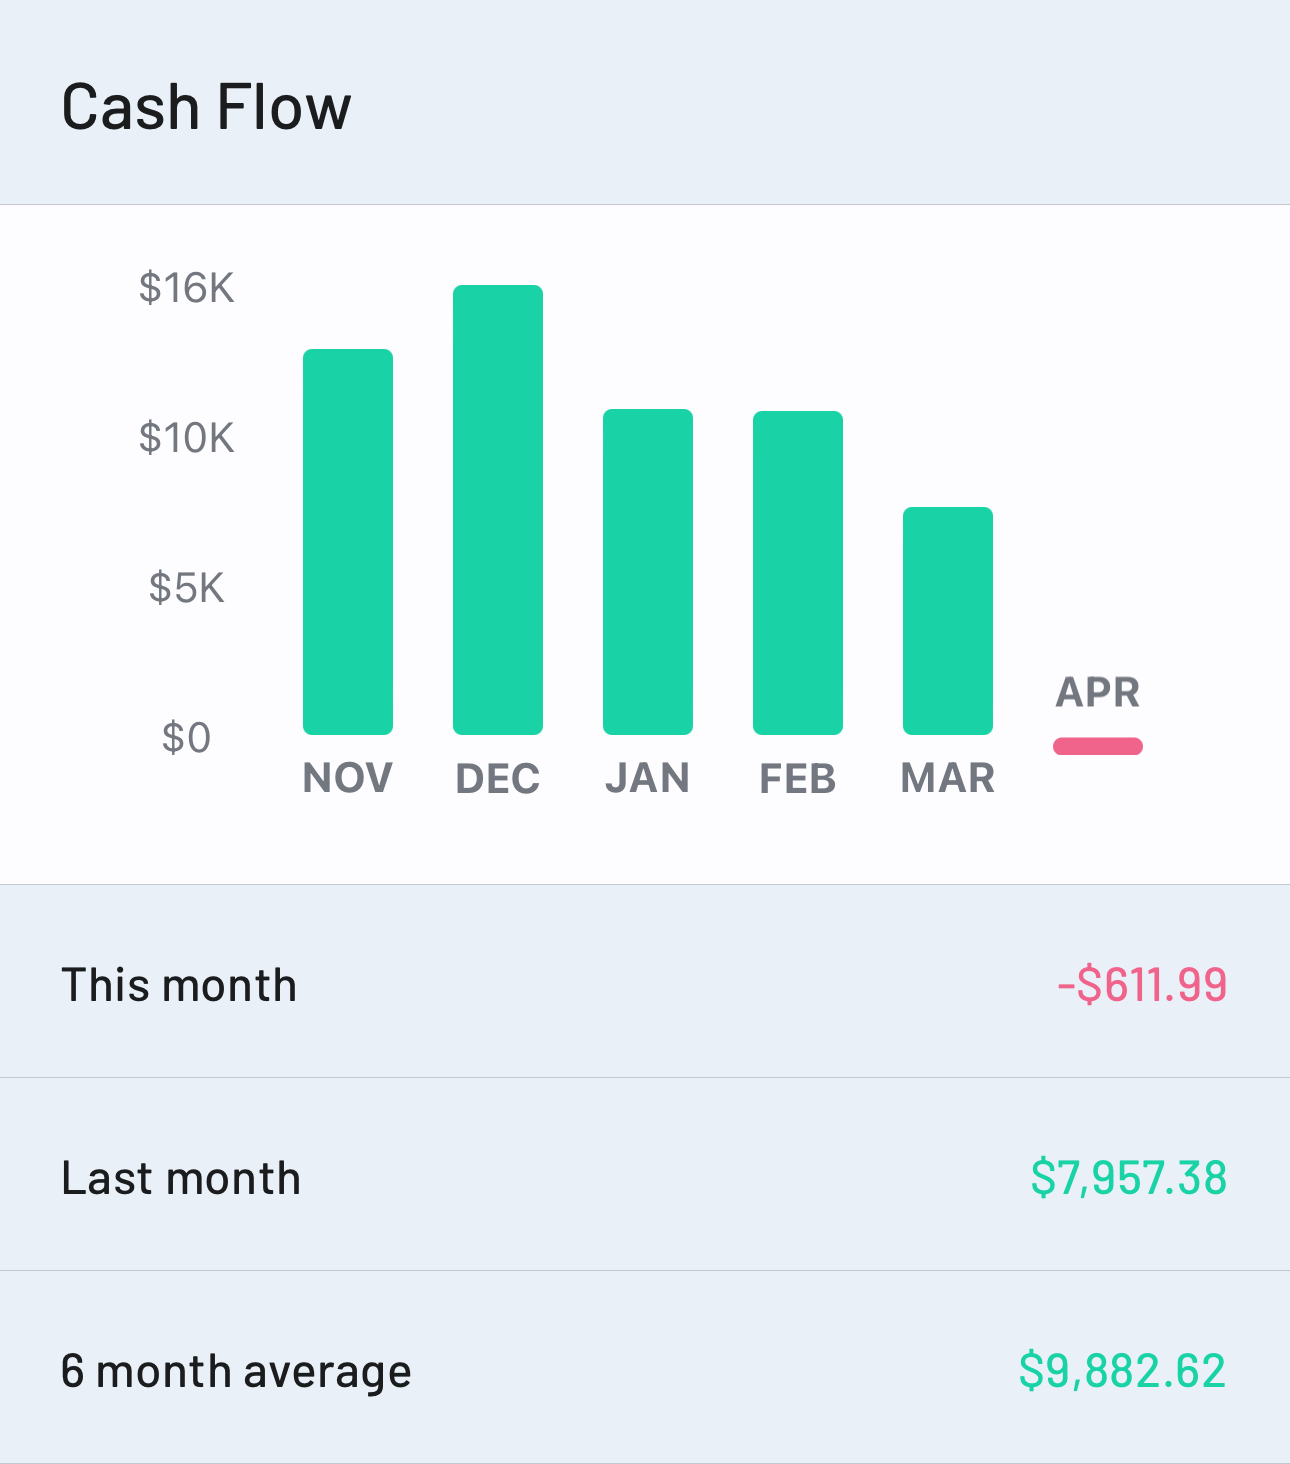 Cash Flow
$16K
$10K
$5K
$0
NOV DEC JAN FEB MAR APR
This month -$611.99
Last month $7,957.38
6 month average $9,882.62